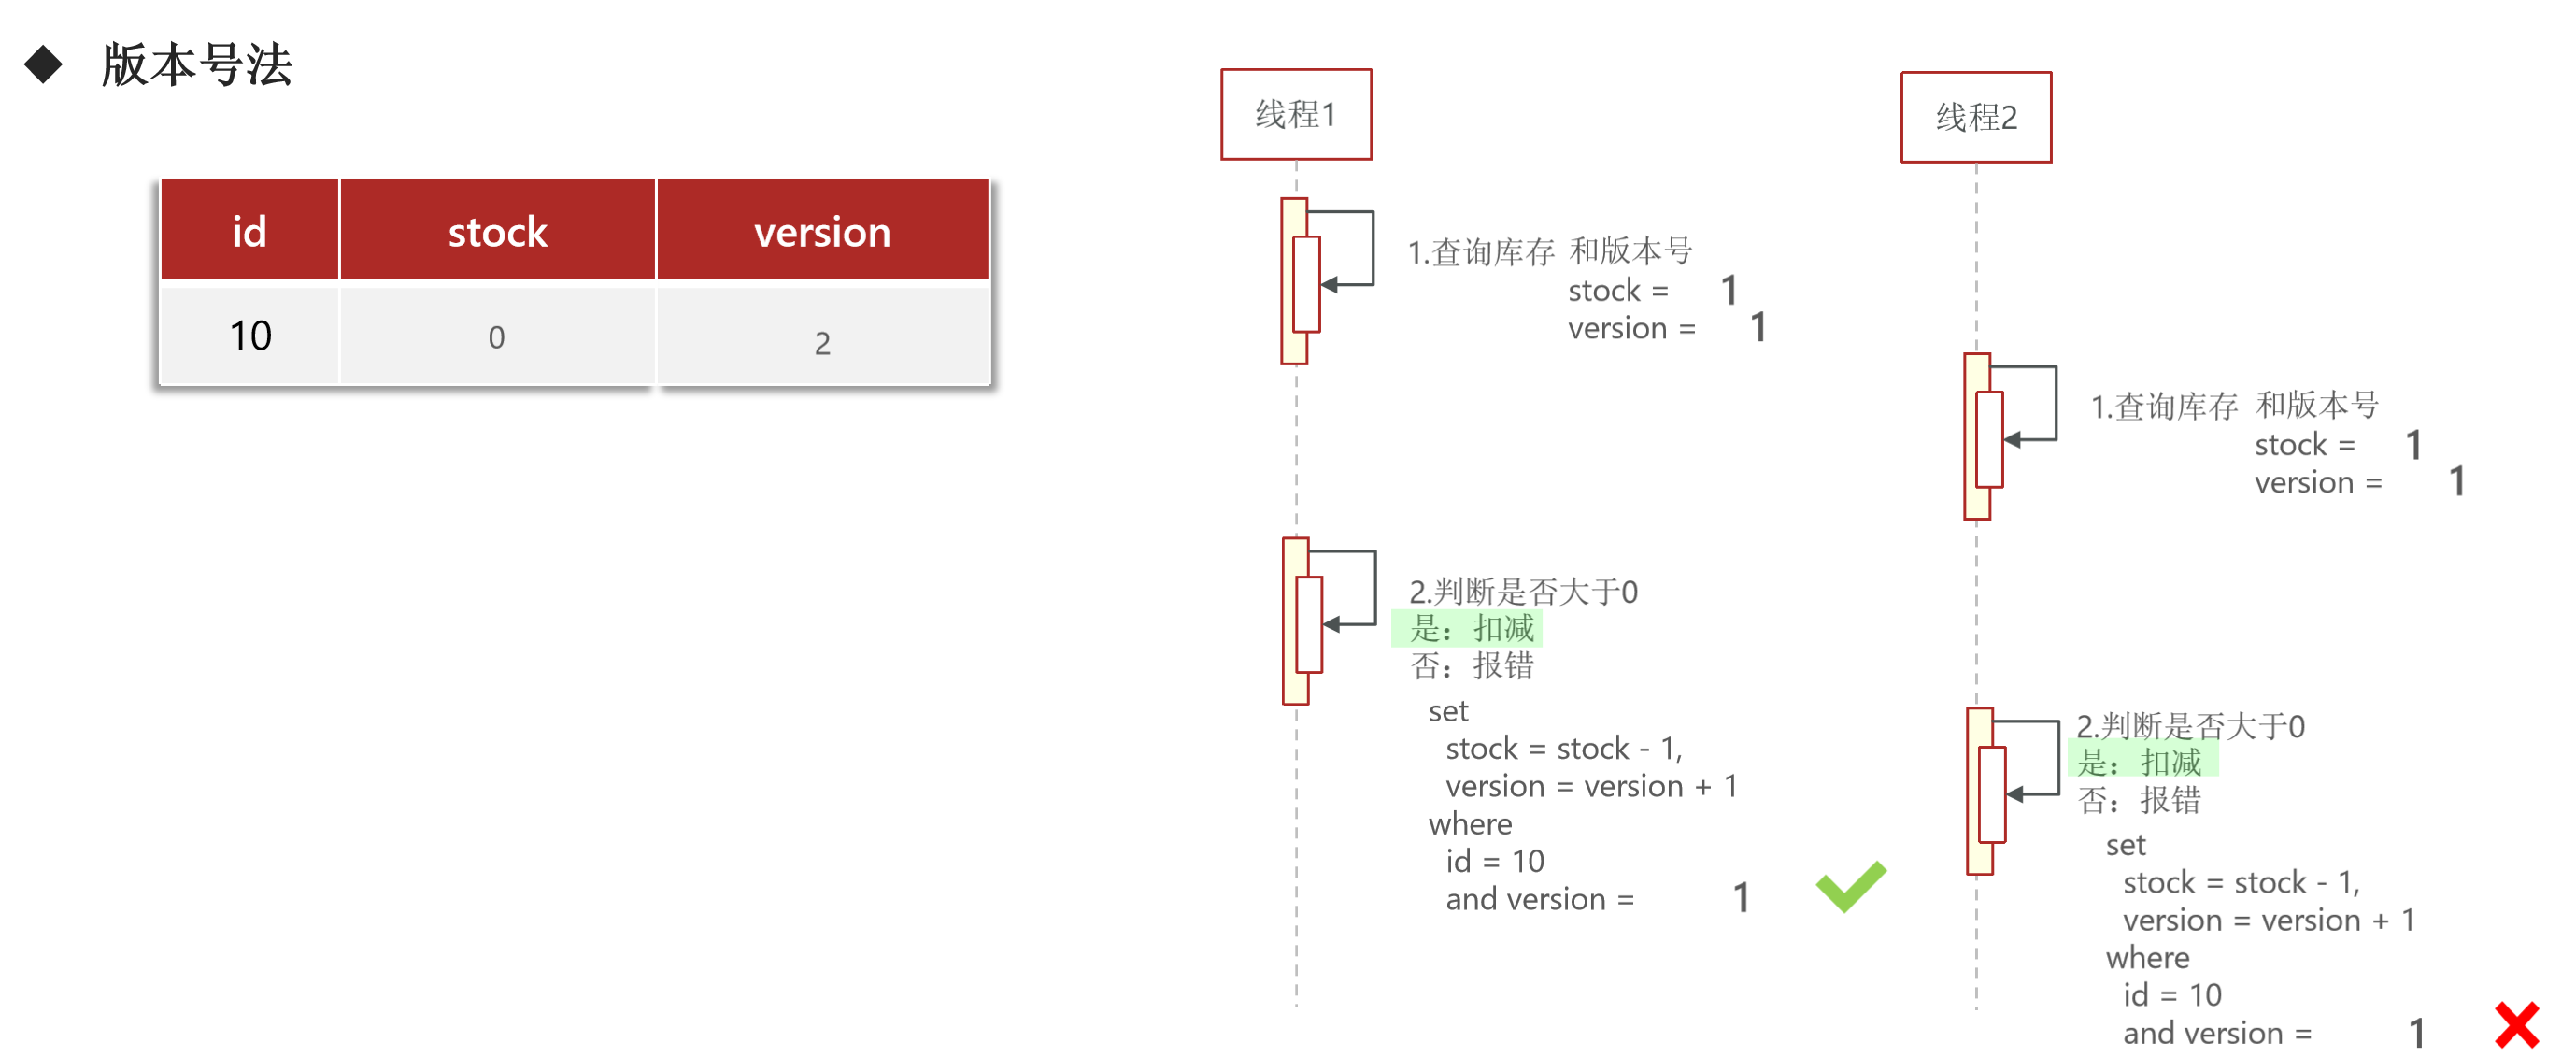 版本号法
id stock version
10 0 2
线程1
1.查询库存 和版本号
stock = 1
version = 1
2.判断是否大于0
是：扣减
否：报错
set
stock = stock - 1,
version = version + 1
where
id = 10
and version = 1
线程2
1.查询库存 和版本号
stock = 1
version = 1
2.判断是否大于0
是：扣减
否：报错
set
stock = stock - 1,
version = version + 1
where
id = 10
and version = 1